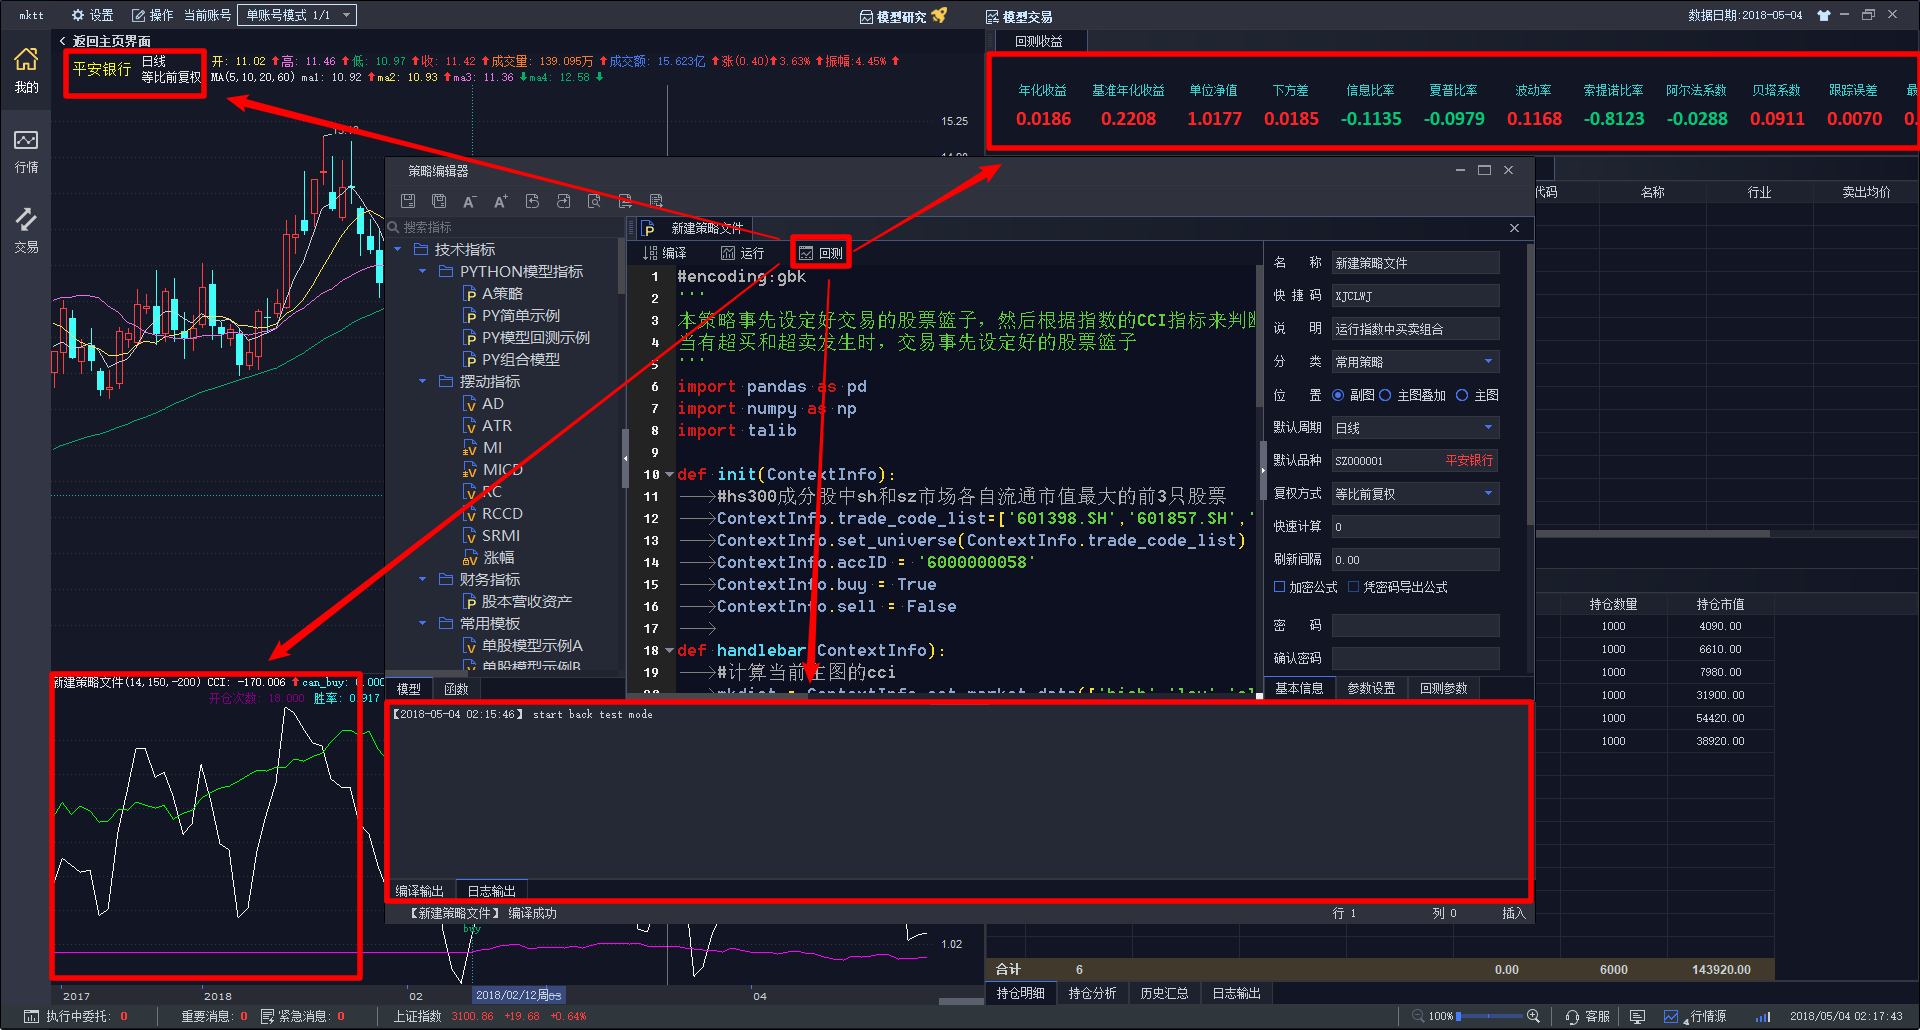 mktt 设置 操作 当前账号 单账号模式 1/1 模型研究 模型交易 数据日期:2018-05-04
返回主页界面
我的
行情
交易
平安银行 日线 开: 11.02 高: 11.46 低: 10.97 收: 11.42 成交量: 139.095万 成交额: 15.623亿 涨(0.40) 3.63% 振幅:4.45%
等比前复权 MA(5,10,20,60) ma1: 10.92 ma2: 10.93 ma3: 11.36 ma4: 12.58
15.25
回测收益
年化收益 基准年化收益 单位净值 下方差 信息比率 夏普比率 波动率 索提诺比率 阿尔法系数 贝塔系数 跟踪误差 最
0.0186 0.2208 1.0177 0.0185 -0.1135 -0.0979 0.1168 -0.8123 -0.0288 0.0911 0.0070 0.
代码 名称 行业 卖出均价
策略编辑器
搜索指标
技术指标
PYTHON模型指标
A策略
PY简单示例
PY模型回测示例
PY组合模型
摆动指标
AD
ATR
MI
MICD
RC
RCCD
SRMI
涨幅
财务指标
股本营收资产
常用模板
单股模型示例A
单股模型示例B
模型 函数
新建策略文件
编译 运行 回测
1 #encoding:gbk
2 '''
3 本策略事先设定好交易的股票篮子，然后根据指数的CCI指标来判断
4 当有超买和超卖发生时，交易事先设定好的股票篮子
5 '''
6 import pandas as pd
7 import numpy as np
8 import talib
9
10 def init(ContextInfo):
11 #hs300成分股中sh和sz市场各自流通市值最大的前3只股票
12 ContextInfo.trade_code_list=['601398.SH','601857.SH','
13 ContextInfo.set_universe(ContextInfo.trade_code_list)
14 ContextInfo.accID = '6000000058'
15 ContextInfo.buy = True
16 ContextInfo.sell = False
17
18 def handlebar(ContextInfo):
19 #计算当前主图的cci
名 称 新建策略文件
快 捷 码 XJCLWJ
说 明 运行指数中买卖组合
分 类 常用策略
位 置 副图 主图叠加 主图
默认周期 日线
默认品种 SZ000001 平安银行
复权方式 等比前复权
快速计算 0
刷新间隔 0.00
加密公式 凭密码导出公式
密 码
确认密码
基本信息 参数设置 回测参数
【2018-05-04 02:15:46】 start back test mode
编译输出 日志输出
【新建策略文件】 编译成功 行 1 列 0 插入
新建策略文件(14,150,-200) CCI: -170.006 can_buy: 0.000
开仓次数: 18.000 胜率: 0.917
buy
1.02
2017 2018 02 2018/02/12周 03 04
持仓数量 持仓市值
1000 4090.00
1000 6610.00
1000 7980.00
1000 31900.00
1000 54420.00
1000 38920.00
合计 6 0.00 6000 143920.00
持仓明细 持仓分析 历史汇总 日志输出
执行中委托: 0 重要消息: 0 紧急消息: 0 上证指数 3100.86 +19.68 +0.64% 100% 客服 行情源 2018/05/04 02:17:43